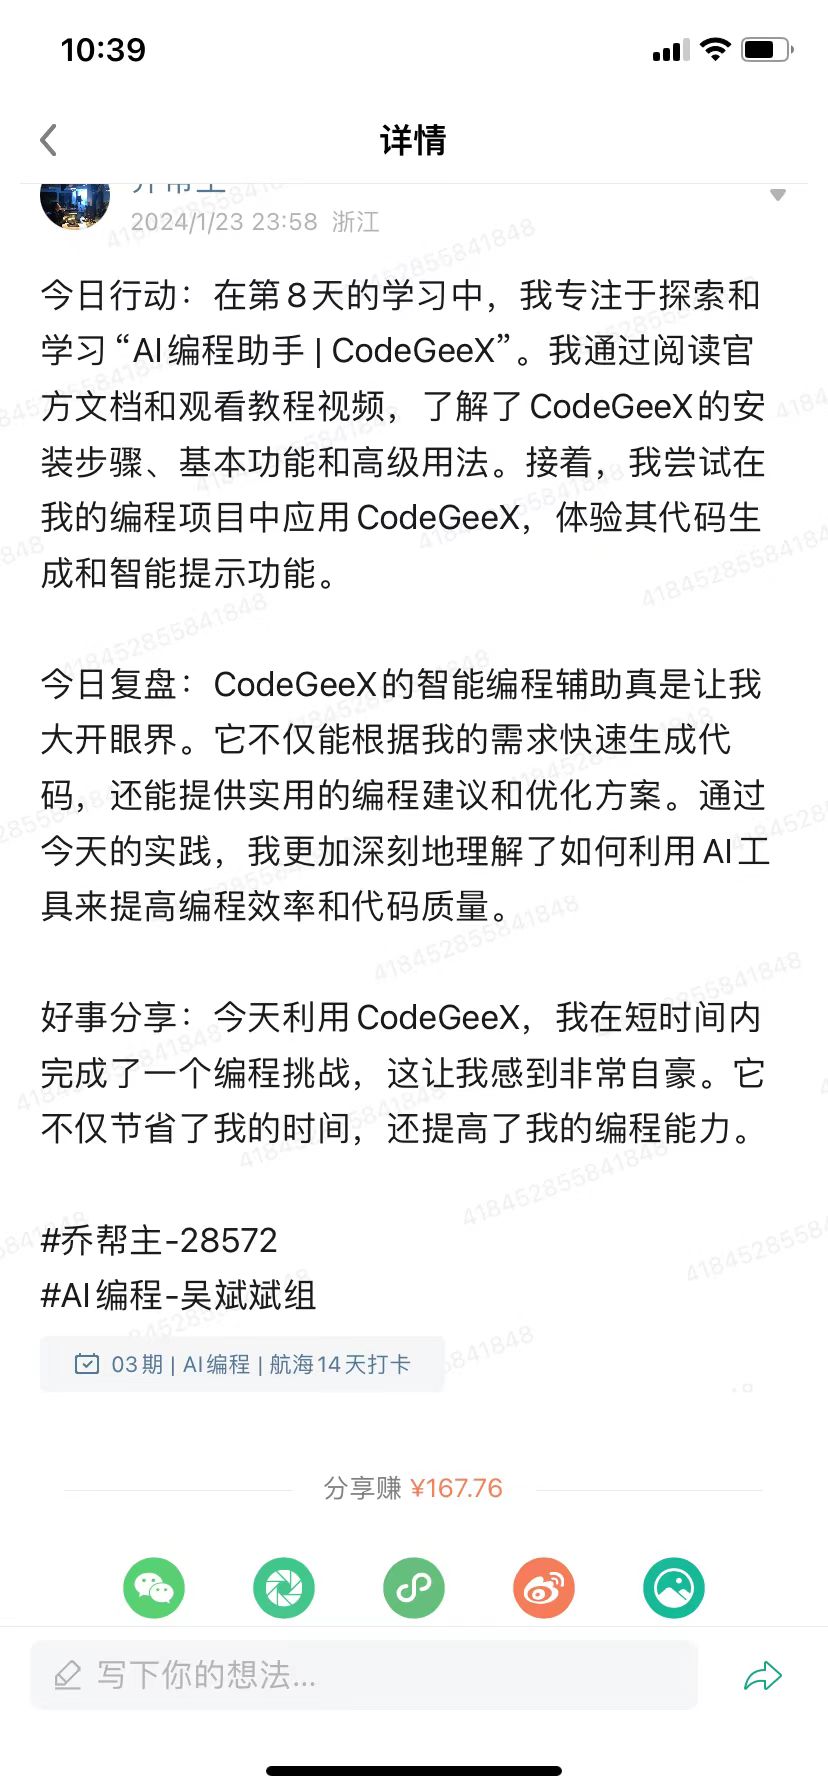 10:39
详情
乔帮主
2024/1/23 23:58 浙江
今日行动：在第8天的学习中，我专注于探索和
学习“AI编程助手 | CodeGeeX”。我通过阅读官
方文档和观看教程视频，了解了CodeGeeX的安
装步骤、基本功能和高级用法。接着，我尝试在
我的编程项目中应用CodeGeeX，体验其代码生
成和智能提示功能。
今日复盘：CodeGeeX的智能编程辅助真是让我
大开眼界。它不仅能根据我的需求快速生成代
码，还能提供实用的编程建议和优化方案。通过
今天的实践，我更加深刻地理解了如何利用AI工
具来提高编程效率和代码质量。
好事分享：今天利用CodeGeeX，我在短时间内
完成了一个编程挑战，这让我感到非常自豪。它
不仅节省了我的时间，还提高了我的编程能力。
#乔帮主-28572
#AI编程-吴斌斌组
03期 | AI编程 | 航海14天打卡
分享赚 ¥167.76
写下你的想法...
418452855841848